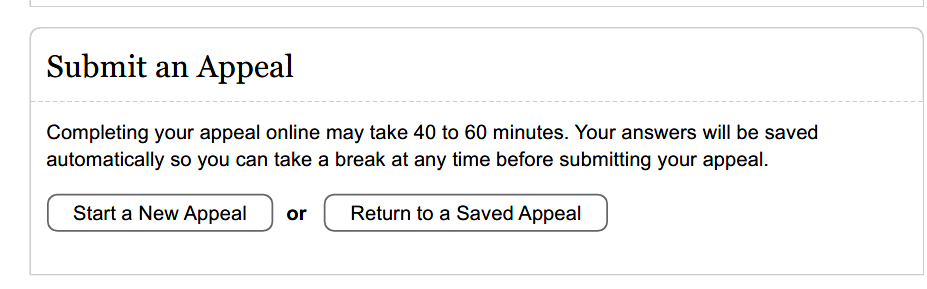 Submit an Appeal
Completing your appeal online may take 40 to 60 minutes. Your answers will be saved
automatically so you can take a break at any time before submitting your appeal.
Start a New Appeal or Return to a Saved Appeal